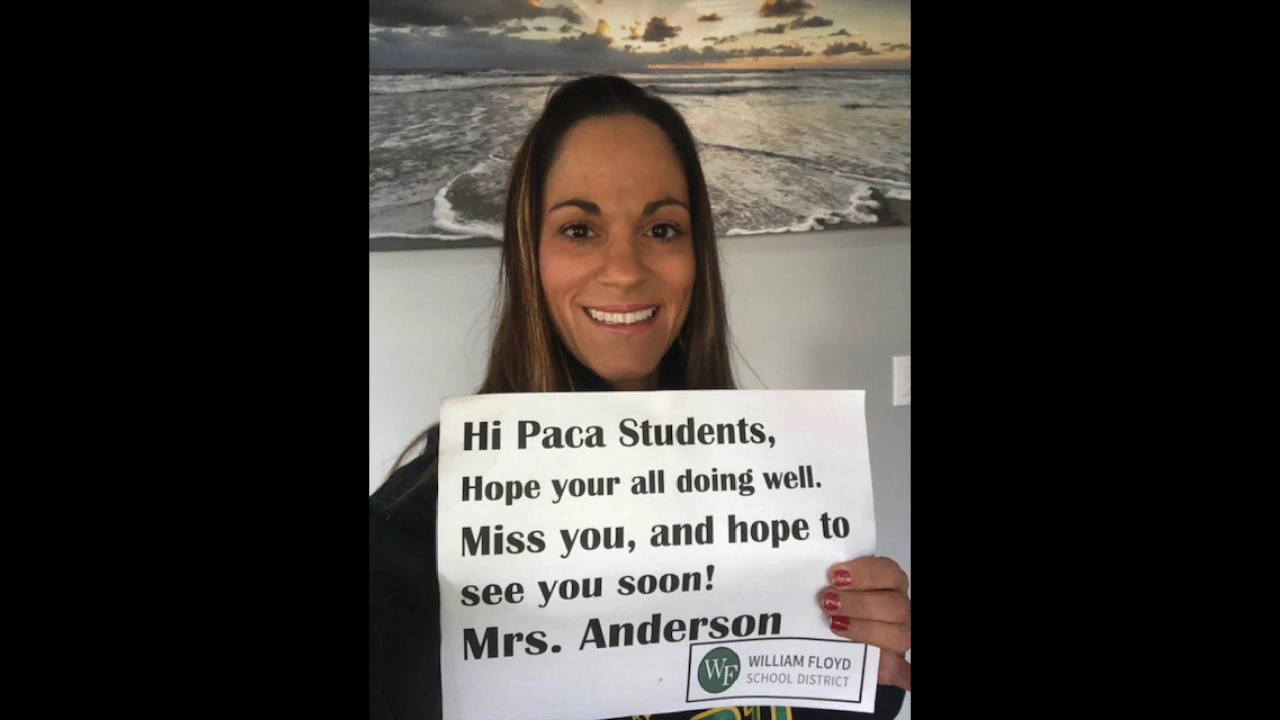 Hi Paca Students,
Hope your all doing well.
Miss you, and hope to
see you soon!
Mrs. Anderson
WF WILLIAM FLOYD
SCHOOL DISTRICT